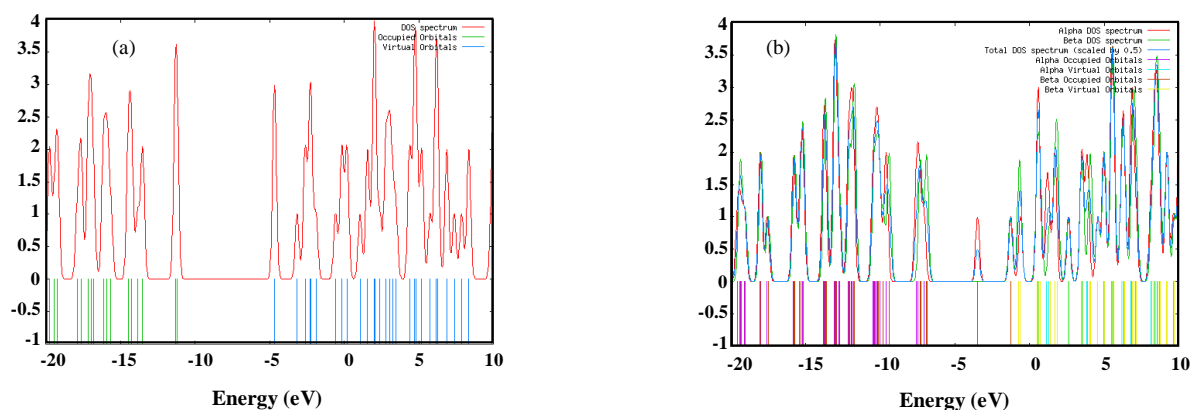 (a)
DOS spectrum
Occupied Orbitals
Virtual Orbitals
4
3.5
3
2.5
2
1.5
1
0.5
0
-0.5
-1
-20 -15 -10 -5 0 5 10
Energy (eV)
(b)
Alpha DOS spectrum
Beta DOS spectrum
Total DOS spectrum (scaled by 0.5)
Alpha Occupied Orbitals
Alpha Virtual Orbitals
Beta Occupied Orbitals
Beta Virtual Orbitals
4
3.5
3
2.5
2
1.5
1
0.5
0
-0.5
-1
-20 -15 -10 -5 0 5 10
Energy (eV)